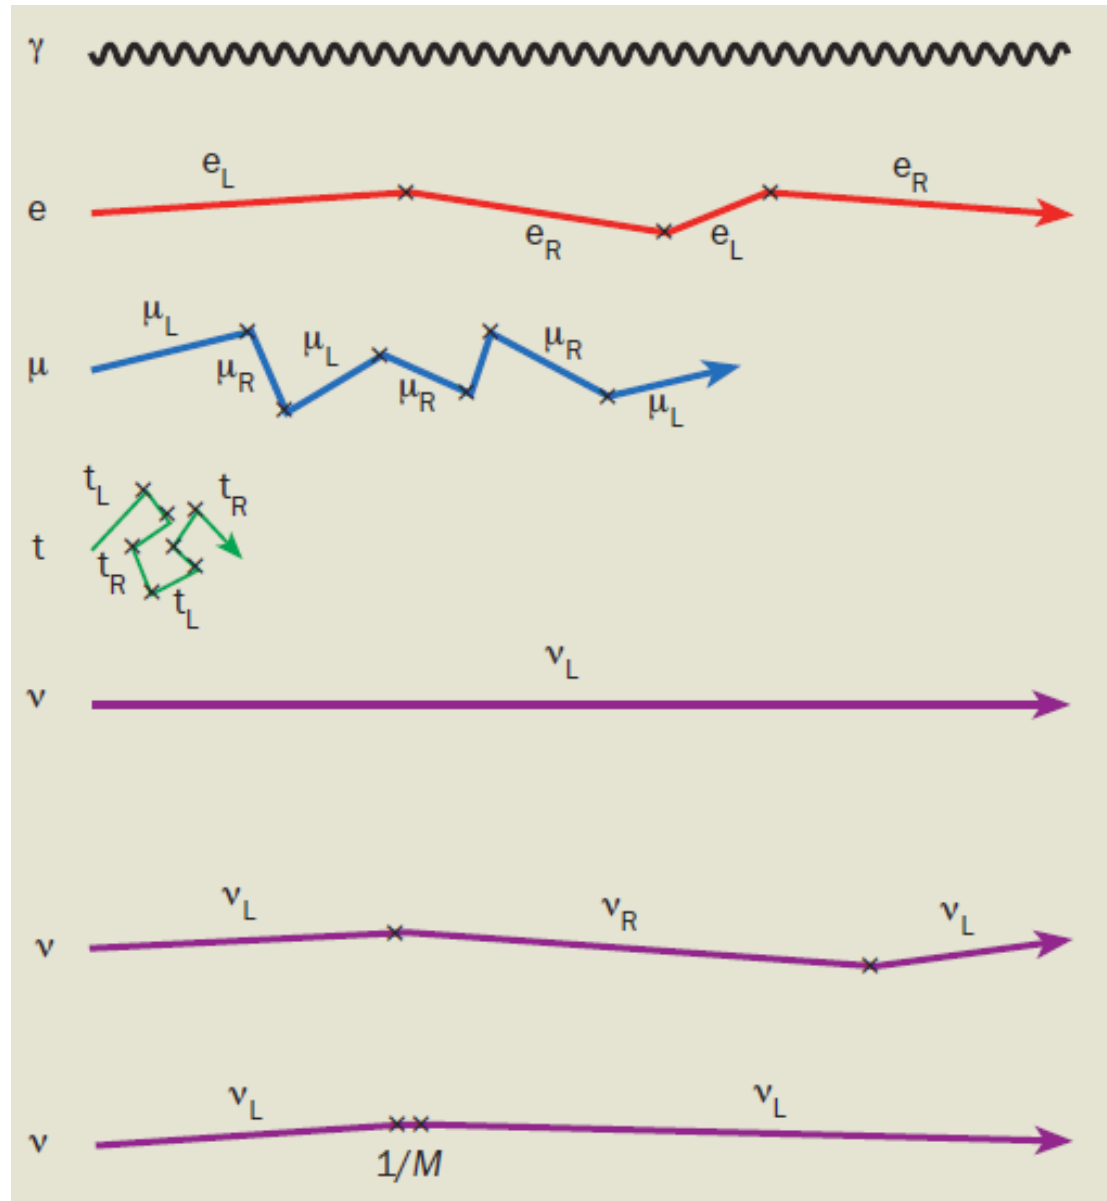 γ
e_L e_R
e
e_R e_L
μ_L μ_L μ_R
μ
μ_R μ_R μ_L
t_L t_R
t
t_R
t_L
ν_L
ν
ν_L ν_R ν_L
ν
ν_L ν_L
ν
1/M